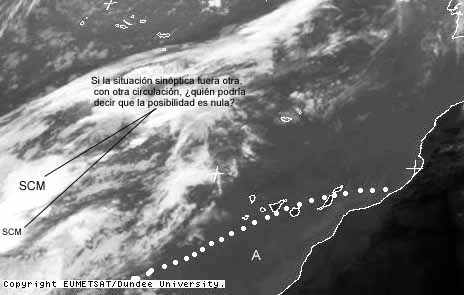 Si la situación sinóptica fuera otra,
con otra circulación, ¿quién podría
decir que la posibilidad es nula?
SCM
SCM
A
Copyright EUMETSAT/Dundee University.